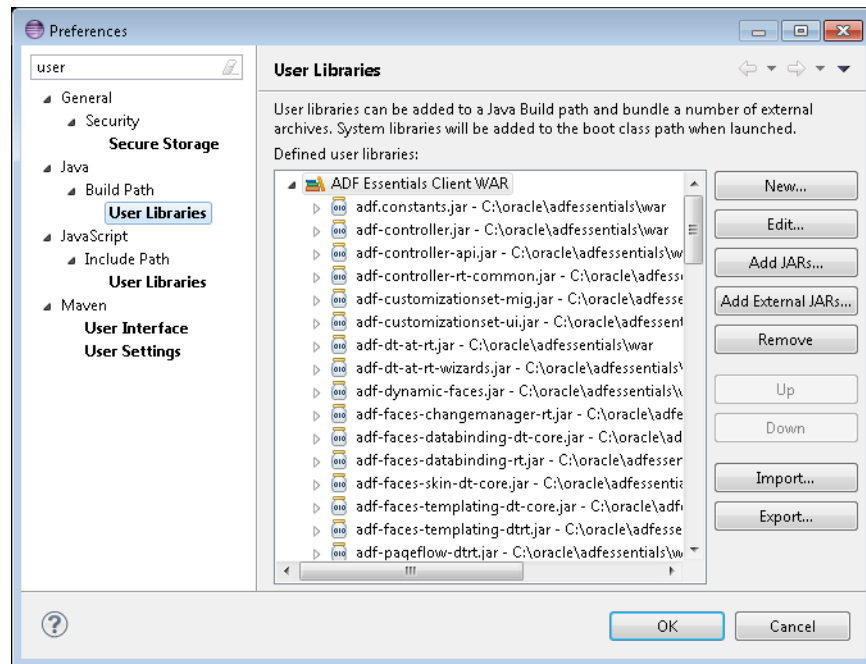 Preferences
user
General
Security
Secure Storage
Java
Build Path
User Libraries
JavaScript
Include Path
User Libraries
Maven
User Interface
User Settings
User Libraries
User libraries can be added to a Java Build path and bundle a number of external
archives. System libraries will be added to the boot class path when launched.
Defined user libraries:
ADF Essentials Client WAR
adf.constants.jar - C:\oracle\adfessentials\war
adf-controller.jar - C:\oracle\adfessentials\war
adf-controller-api.jar - C:\oracle\adfessentials\w
adf-controller-rt-common.jar - C:\oracle\adfess
adf-customizationset-mig.jar - C:\oracle\adfesse
adf-customizationset-ui.jar - C:\oracle\adfessent
adf-dt-at-rt.jar - C:\oracle\adfessentials\war
adf-dt-at-rt-wizards.jar - C:\oracle\adfessentials
adf-dynamic-faces.jar - C:\oracle\adfessentials\
adf-faces-changemanager-rt.jar - C:\oracle\adfe
adf-faces-databinding-dt-core.jar - C:\oracle\ad
adf-faces-databinding-rt.jar - C:\oracle\adfesser
adf-faces-skin-dt-core.jar - C:\oracle\adfessentia
adf-faces-templating-dt-core.jar - C:\oracle\adf
adf-faces-templating-dtrt.jar - C:\oracle\adfesse
adf-pageflow-dtrt.jar - C:\oracle\adfessentials\w
New...
Edit...
Add JARs...
Add External JARs...
Remove
Up
Down
Import...
Export...
OK
Cancel